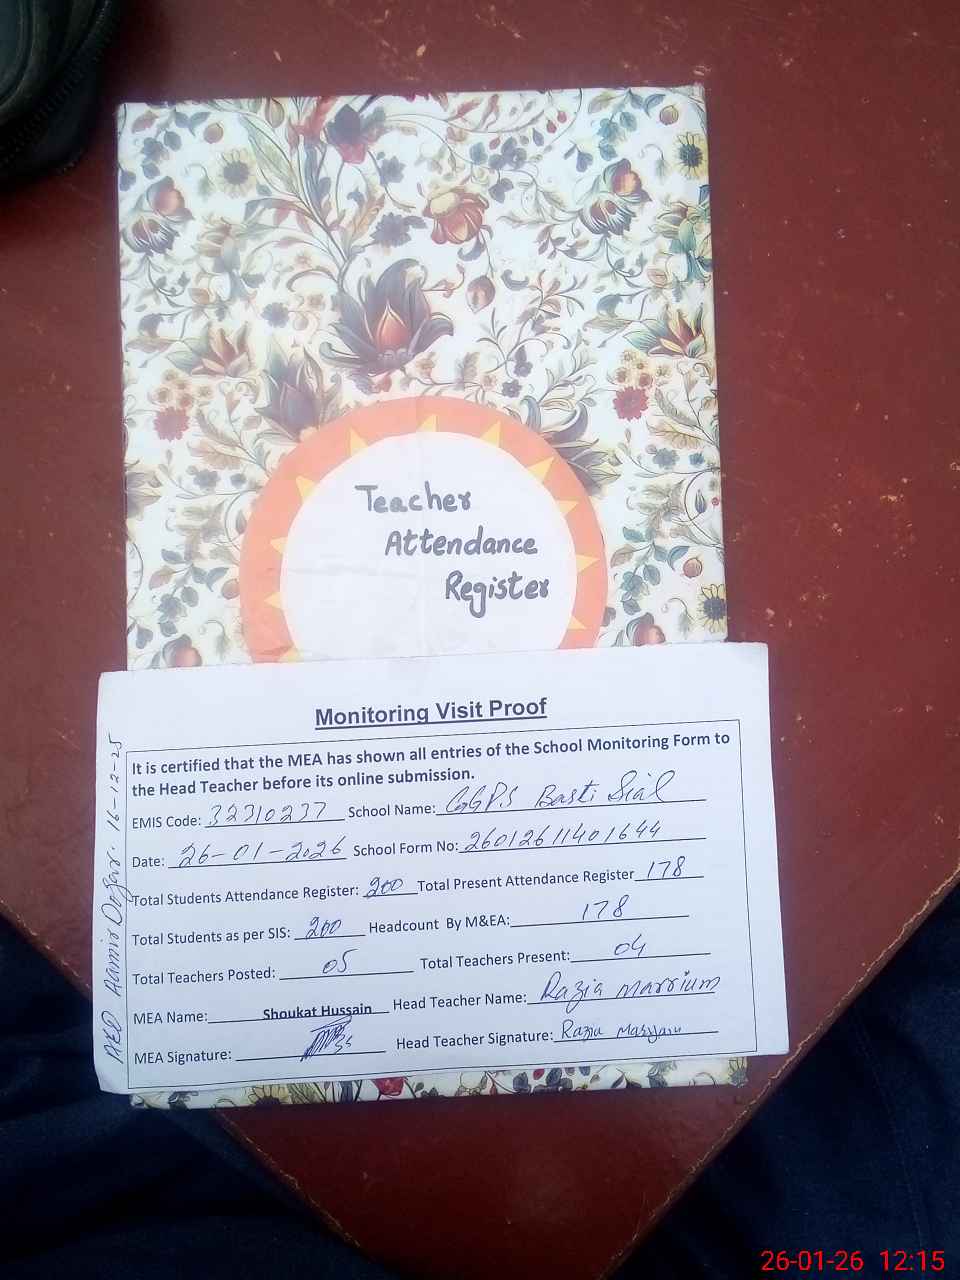 Teacher
Attendance
Register
Monitoring Visit Proof
It is certified that the MEA has shown all entries of the School Monitoring Form to
the Head Teacher before its online submission.
EMIS Code: 32310237 School Name: GGPS Basti Sial
Date: 26-01-2026 School Form No: 26012611401644
Total Students Attendance Register: 200 Total Present Attendance Register 178
Total Students as per SIS: 200 Headcount By M&EA: 178
Total Teachers Posted: 05 Total Teachers Present: 04
MEA Name: Shoukat Hussain Head Teacher Name: Razia Marrium
MEA Signature: Head Teacher Signature: Razia Maryam
AEO Aamir Dogar. 16-12-25
26-01-26 12:15